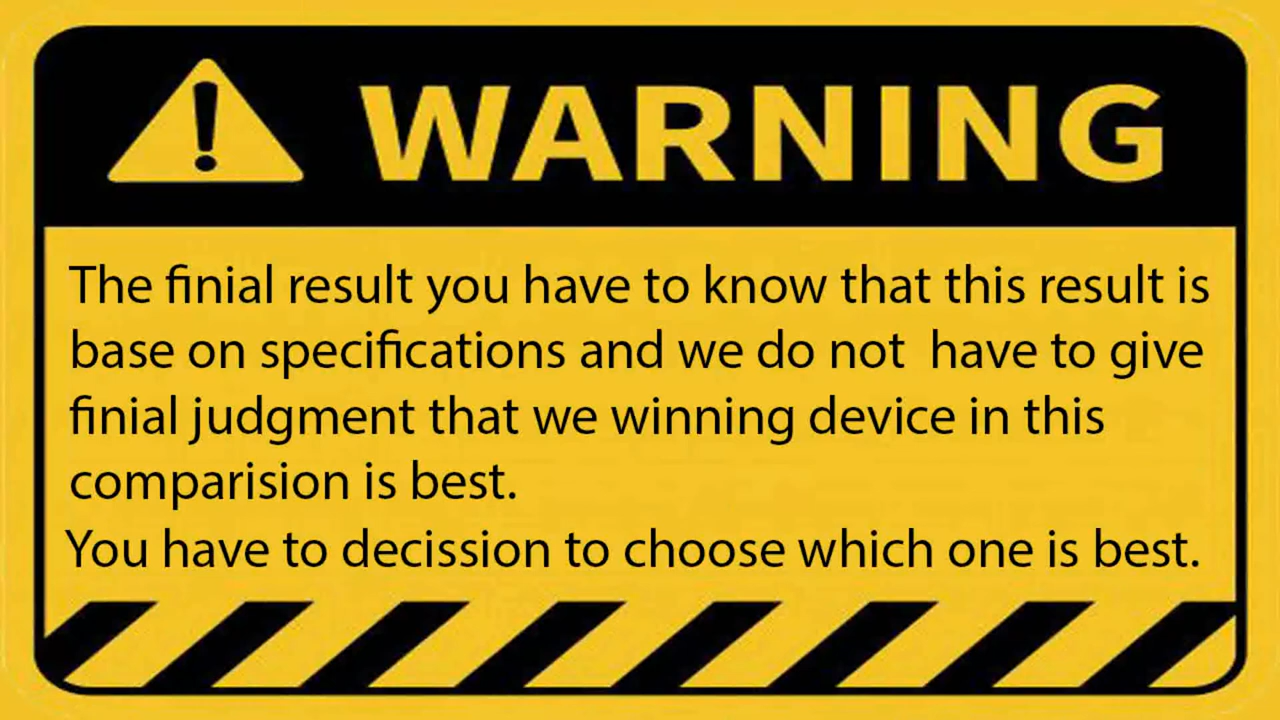 WARNING
The finial result you have to know that this result is
base on specifications and we do not  have to give
finial judgment that we winning device in this
comparision is best.
You have to decission to choose which one is best.